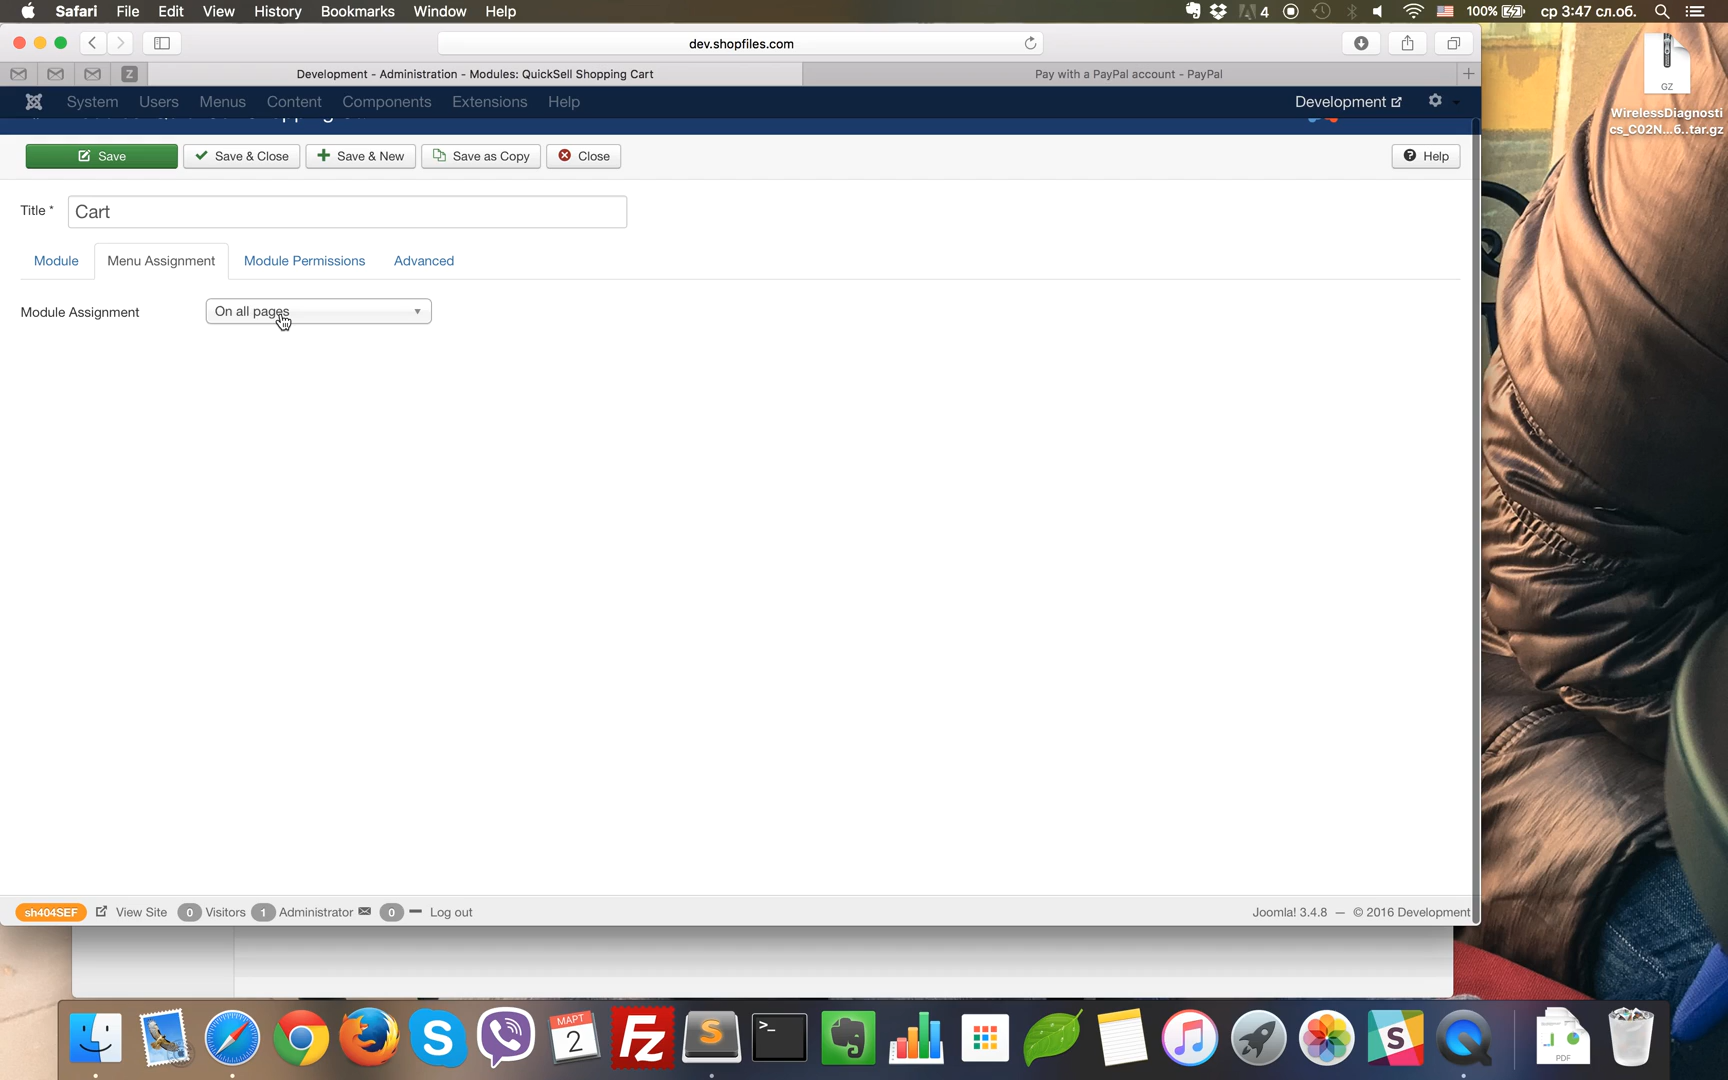 Safari File Edit View History Bookmarks Window Help
4
100%
ср 3:47 сл.об.
dev.shopfiles.com
Z
Development - Administration - Modules: QuickSell Shopping Cart
Pay with a PayPal account - PayPal
System Users Menus Content Components Extensions Help
Development
Save
Save & Close
Save & New
Save as Copy
Close
Help
Title *
Cart
Module
Menu Assignment
Module Permissions
Advanced
Module Assignment
On all pages
sh404SEF
View Site
0 Visitors
1 Administrator
0
Log out
Joomla! 3.4.8 — © 2016 Development
GZ
WirelessDiagnosti
cs_C02N...6..tar.gz
МАРТ
2
Fz
S
>_
S
PDF